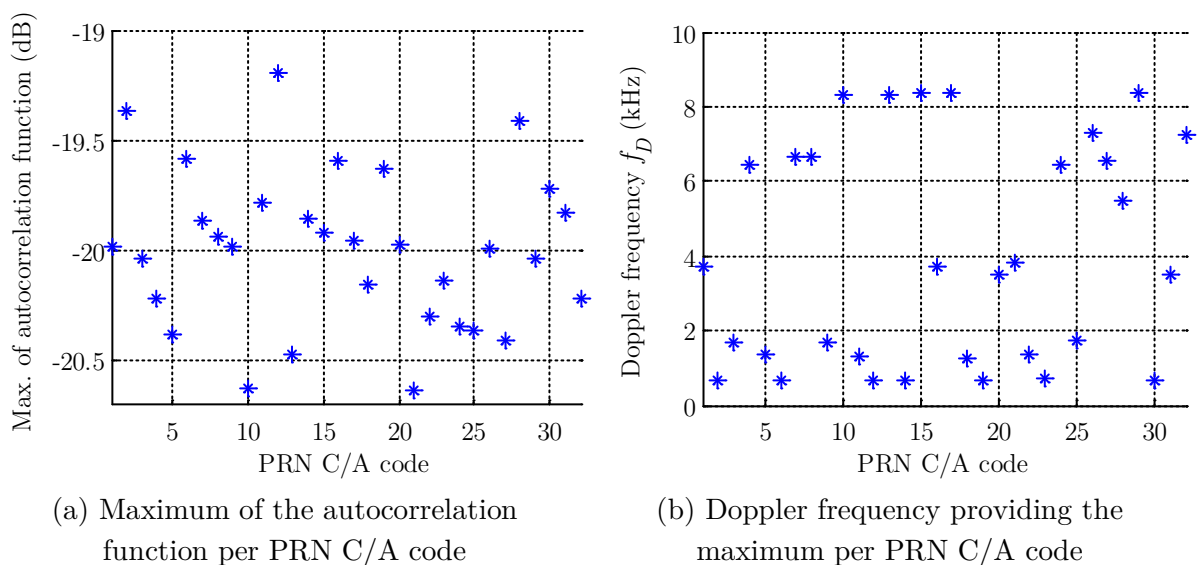 Max. of autocorrelation function (dB)
-19
-19.5
-20
-20.5
5
10
15
20
25
30
PRN C/A code
(a) Maximum of the autocorrelation
function per PRN C/A code
Doppler frequency f_D (kHz)
10
8
6
4
2
0
5
10
15
20
25
30
PRN C/A code
(b) Doppler frequency providing the
maximum per PRN C/A code